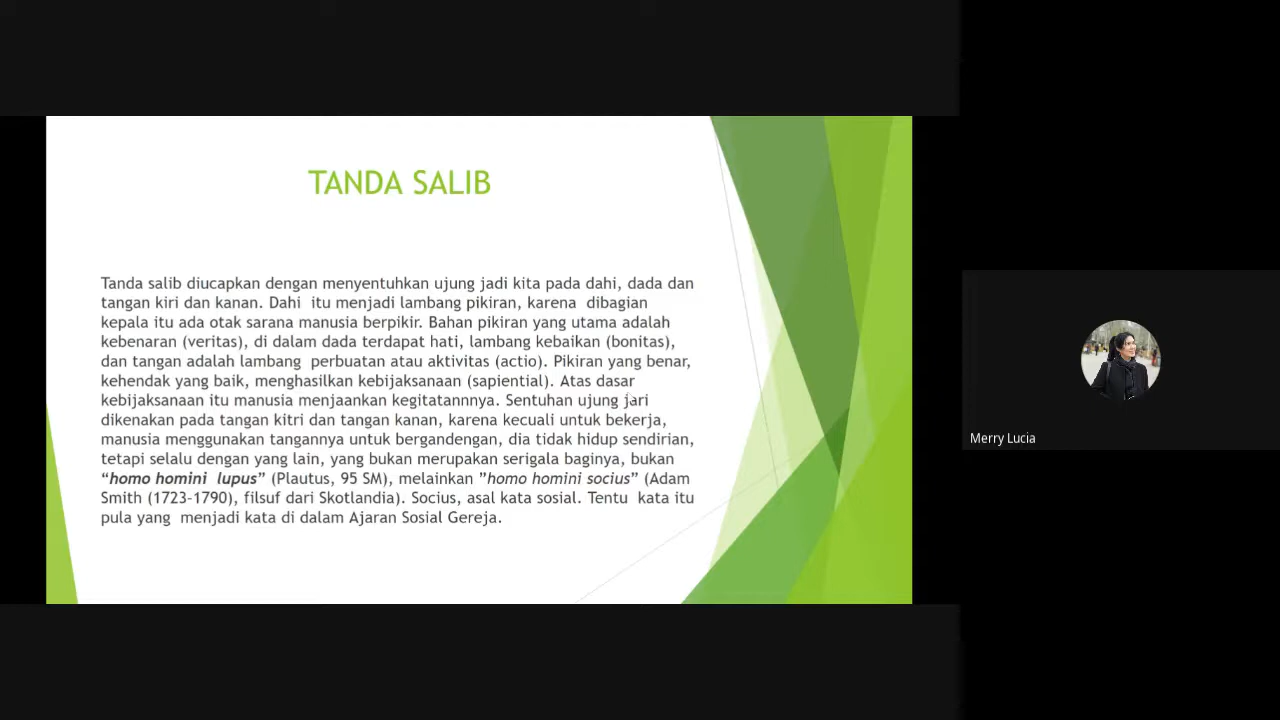 TANDA SALIB
Tanda salib diucapkan dengan menyentuhkan ujung jadi kita pada dahi, dada dan
tangan kiri dan kanan. Dahi itu menjadi lambang pikiran, karena dibagian
kepala itu ada otak sarana manusia berpikir. Bahan pikiran yang utama adalah
kebenaran (veritas), di dalam dada terdapat hati, lambang kebaikan (bonitas),
dan tangan adalah lambang perbuatan atau aktivitas (actio). Pikiran yang benar,
kehendak yang baik, menghasilkan kebijaksanaan (sapiential). Atas dasar
kebijaksanaan itu manusia menjaankan kegitatannnya. Sentuhan ujung jari
dikenakan pada tangan kitri dan tangan kanan, karena kecuali untuk bekerja,
manusia menggunakan tangannya untuk bergandengan, dia tidak hidup sendirian,
tetapi selalu dengan yang lain, yang bukan merupakan serigala baginya, bukan
“homo homini lupus” (Plautus, 95 SM), melainkan ”homo homini socius” (Adam
Smith (1723-1790), filsuf dari Skotlandia). Socius, asal kata sosial. Tentu kata itu
pula yang menjadi kata di dalam Ajaran Sosial Gereja.
Merry Lucia